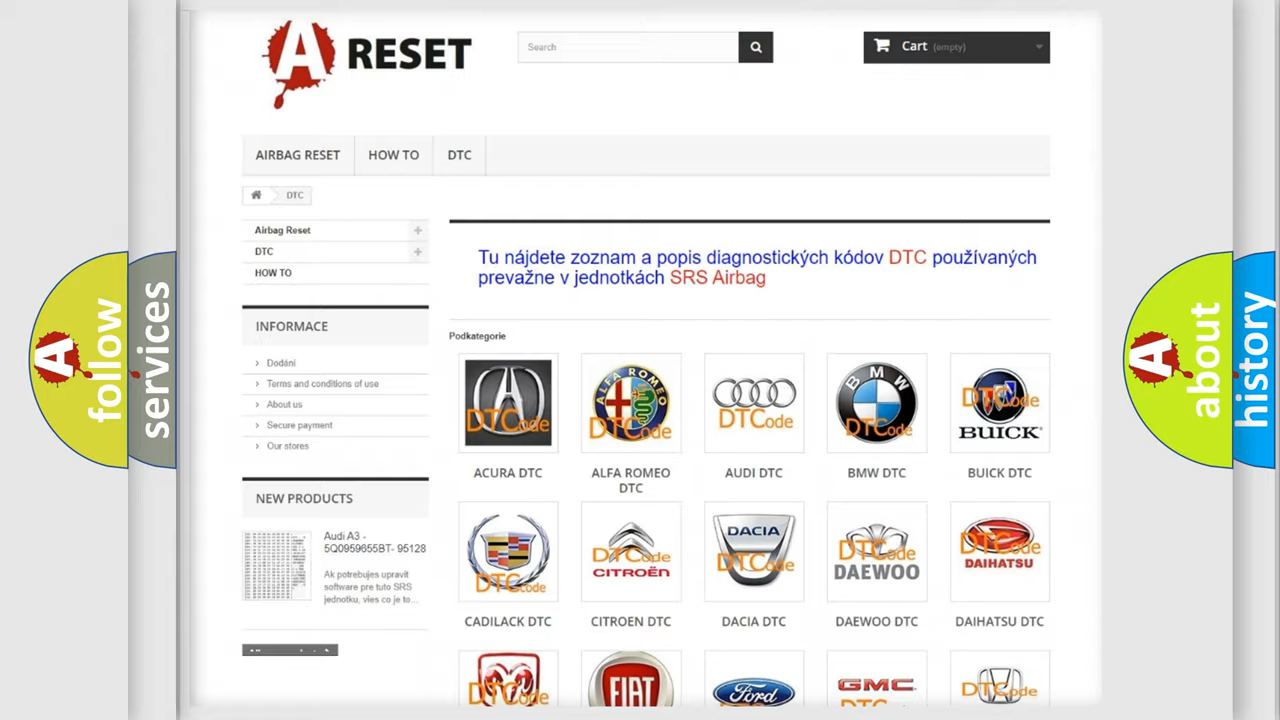 A RESET
Search
Cart (empty)
AIRBAG RESET
HOW TO
DTC
DTC
Airbag Reset
DTC
HOW TO
INFORMACE
Dodání
Terms and conditions of use
About us
Secure payment
Our stores
NEW PRODUCTS
Audi A3 -
5Q0959655BT- 95128
Ak potrebujes upravit
software pre tuto SRS
jednotku, vies co je to...
Tu nájdete zoznam a popis diagnostických kódov DTC používaných
prevažne v jednotkách SRS Airbag
Podkategorie
DTCode
ALFA ROMEO
DTCode
DTCode
BMW
DTCode
DTCode
BUICK
ACURA DTC
ALFA ROMEO
DTC
AUDI DTC
BMW DTC
BUICK DTC
DTCode
DTCode
CITROËN
DACIA
DTCode
DTCode
DAEWOO
DTCode
DAIHATSU
CADILACK DTC
CITROEN DTC
DACIA DTC
DAEWOO DTC
DAIHATSU DTC
DTCode
FIAT
Ford
GMC
DTCode
A follow
services
A about
history